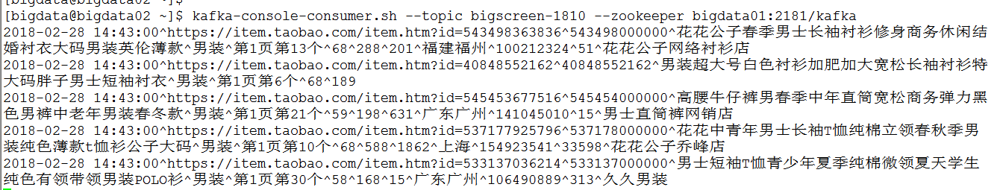 [bigdata@bigdata02 ~]$
[bigdata@bigdata02 ~]$ kafka-console-consumer.sh --topic bigscreen-1810 --zookeeper bigdata01:2181/kafka
2018-02-28 14:43:00^https://item.taobao.com/item.htm?id=543498363836^543498000000^花花公子春季男士长袖衬衫修身商务休闲结
婚衬衣大码男装英伦薄款^男装^第1页第13个^68^288^201^福建福州^100212324^51^花花公子网络衬衫店
2018-02-28 14:43:00^https://item.taobao.com/item.htm?id=40848552162^40848552162^男装超大号白色衬衫加肥加大宽松长袖衬衫特
大码胖子男士短袖衬衣^男装^第1页第6个^68^189
2018-02-28 14:43:00^https://item.taobao.com/item.htm?id=545453677516^545454000000^高腰牛仔裤男春季中年直筒宽松商务弹力黑
色男裤中老年男装春冬款^男装^第1页第21个^59^198^631^广东广州^141045010^15^男士直筒裤网销店
2018-02-28 14:43:00^https://item.taobao.com/item.htm?id=537177925796^537178000000^花花中青年男士长袖T恤纯棉立领春秋季男
装纯色薄款t恤衫公子大码^男装^第1页第10个^68^588^1862^上海^154923541^33598^花花公子乔峰店
2018-02-28 14:43:00^https://item.taobao.com/item.htm?id=533137036214^533137000000^男士短袖T恤青少年夏季纯棉微领夏天学生
纯色有领带领男装POLO衫^男装^第1页第30个^58^168^15^广东广州^106490889^313^久久男装